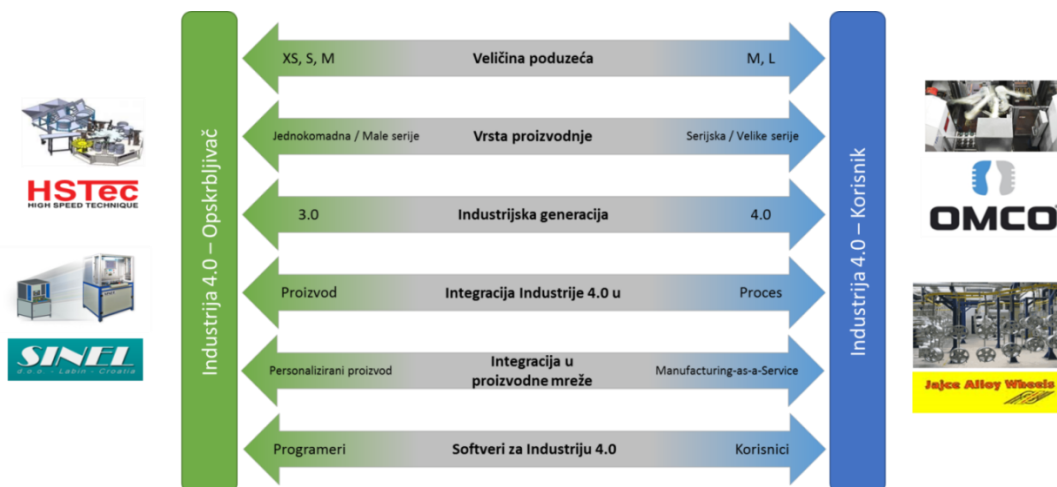 HSTec
HIGH SPEED TECHNIQUE
SINEL
d.o.o. - Labin - Croatia
Industrija 4.0 – Opskrbljivač
XS, S, M
Veličina poduzeća
M, L
Jednokomadna / Male serije
Vrsta proizvodnje
Serijska / Velike serije
3.0
Industrijska generacija
4.0
Proizvod
Integracija Industrije 4.0 u
Proces
Personalizirani proizvod
Integracija u
proizvodne mreže
Manufacturing-as-a-Service
Programeri
Softveri za Industriju 4.0
Korisnici
Industrija 4.0 – Korisnik
OMCO
Jajce Alloy Wheels